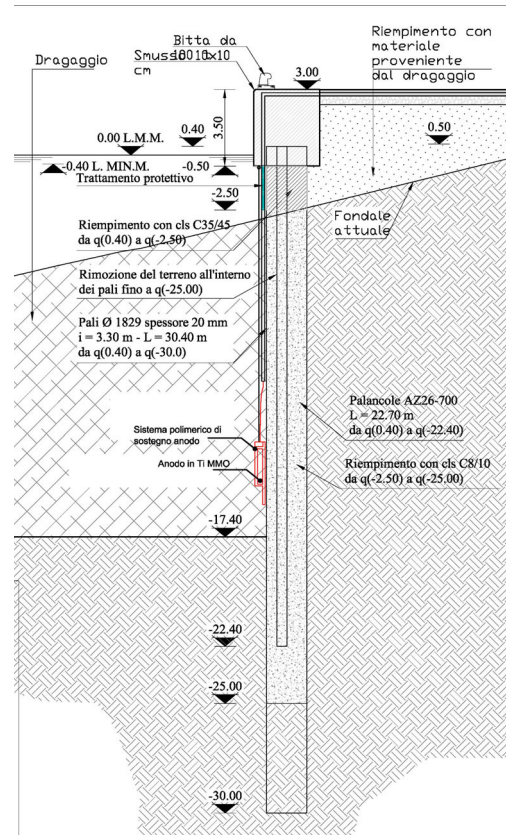 Bitta da
Smusso 10x10
cm
Dragaggio
Riempimento con
materiale
proveniente
dal dragaggio
3.00
3.50
0.00 L.M.M.
0.40
0.50
-0.40 L. MIN.M.
-0.50
Trattamento protettivo
-2.50
Fondale
attuale
Riempimento con cls C35/45
da q(0.40) a q(-2.50)
Rimozione del terreno all'interno
dei pali fino a q(-25.00)
Pali Ø 1829 spessore 20 mm
i = 3.30 m - L = 30.40 m
da q(0.40) a q(-30.0)
Palancole AZ26-700
L = 22.70 m
da q(0.40) a q(-22.40)
Sistema polimerico di
sostegno anodo
Anodo in Ti MMO
Riempimento con cls C8/10
da q(-2.50) a q(-25.00)
-17.40
-22.40
-25.00
-30.00